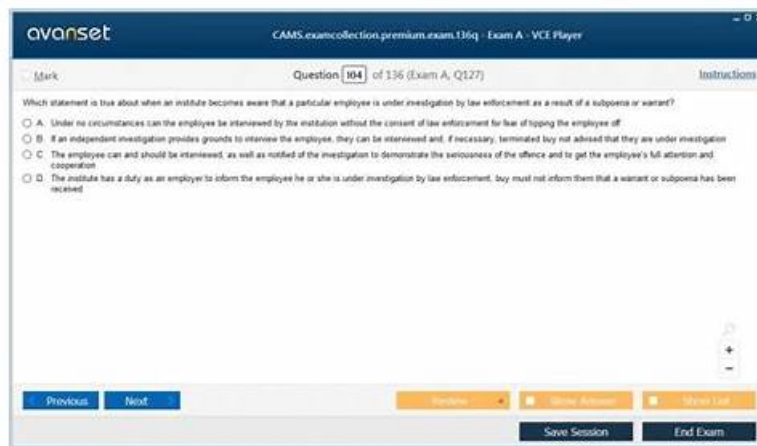 avanset
CAMS.examcollection.premium.exam.136q - Exam A - VCE Player
Mark
Question 104 of 136 (Exam A, Q127)
Instructions
Which statement is true about when an institute becomes aware that a particular employee is under investigation by law enforcement as a result of a subpoena or warrant?
A. Under no circumstances can the employee be interviewed by the institution without the consent of law enforcement for fear of tipping the employee off
B. If an independent investigation provides grounds to interview the employee, they can be interviewed and, if necessary, terminated buy not advised that they are under investigation
C. The employee can and should be interviewed, as well as notified of the investigation to demonstrate the seriousness of the offence and to get the employee's full attention and
cooperation
D. The institute has a duty as an employer to inform the employee he or she is under investigation by law enforcement, buy must not inform them that a warrant or subpoena has been
received
Previous
Next
Review
Show Answer
Show List
Save Session
End Exam